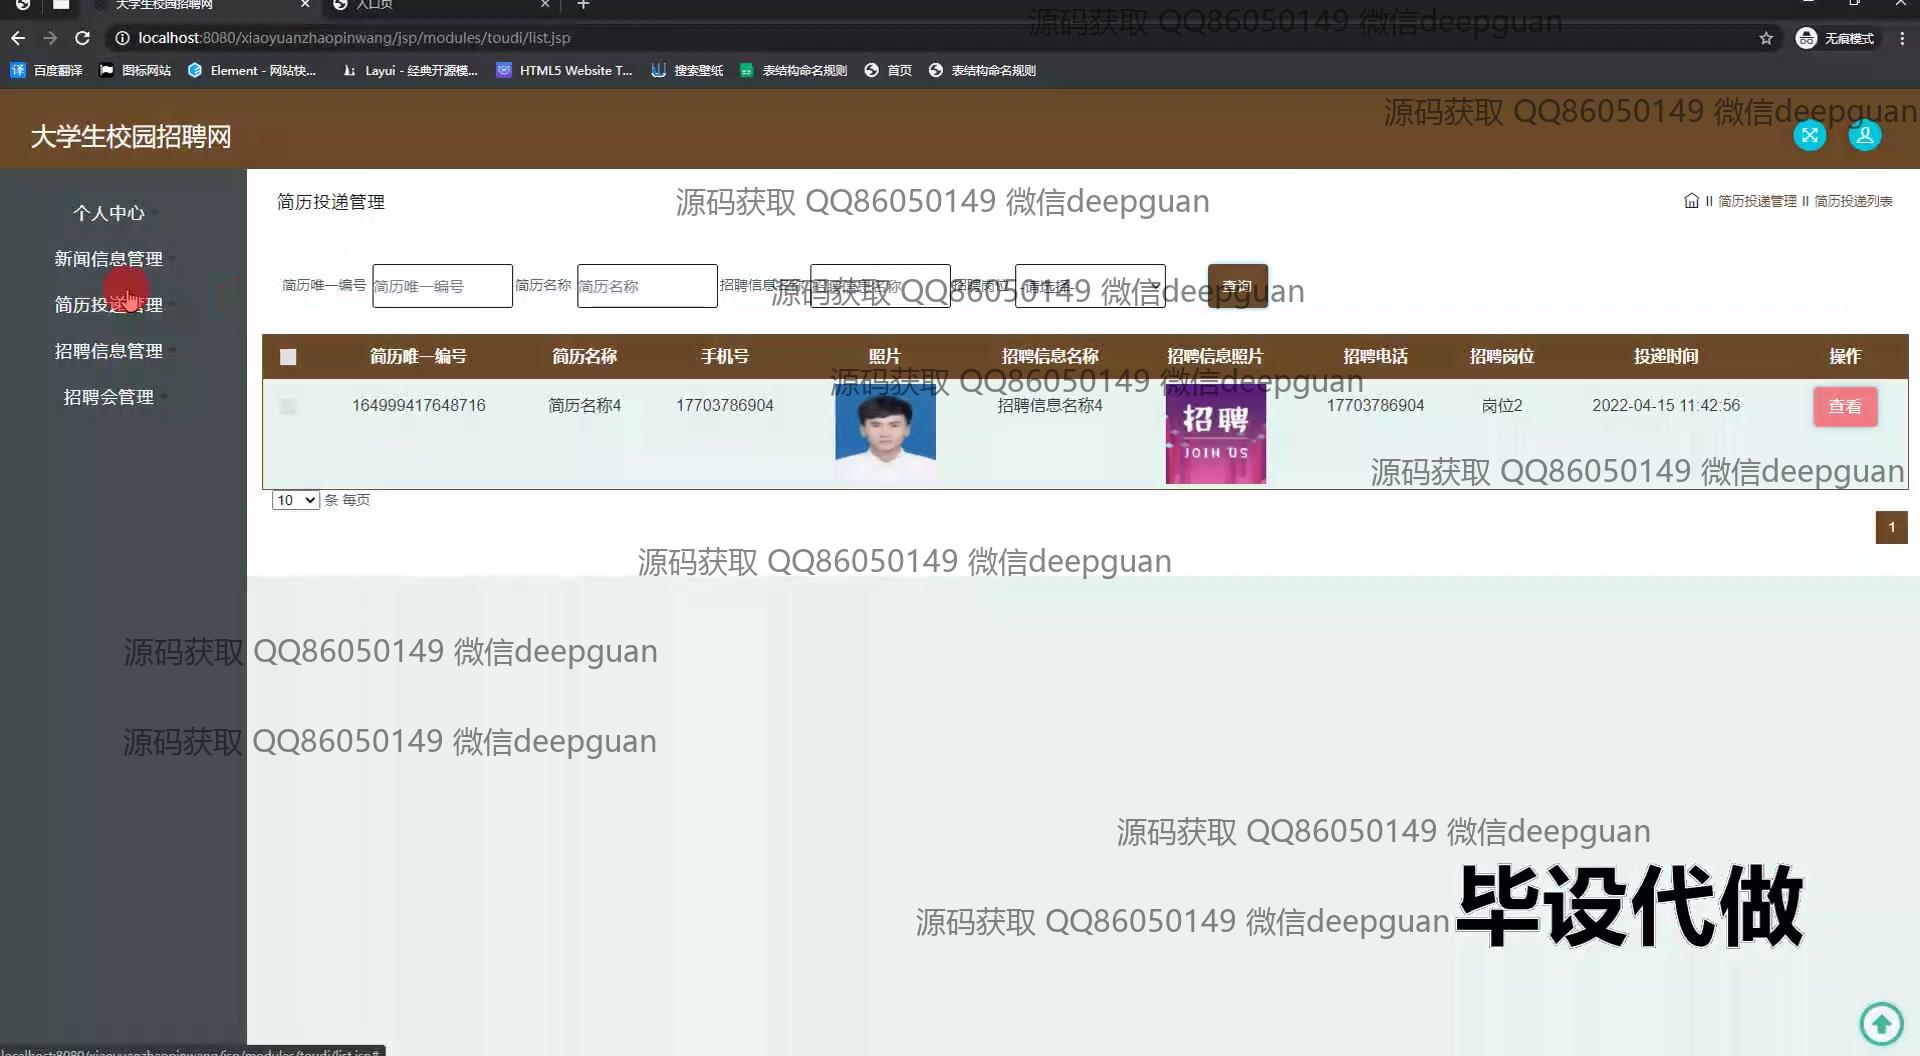 大学生校园招聘网
入口页
localhost:8080/xiaoyuanzhaopinwang/jsp/modules/toudi/list.jsp
源码获取 QQ86050149 微信deepguan
无痕模式
百度翻译
图标网站
Element - 网站快...
Layui - 经典开源模...
HTML5 Website T...
搜索壁纸
表结构命名规则
首页
表结构命名规则
源码获取 QQ86050149 微信deepguan
大学生校园招聘网
个人中心
新闻信息管理
简历投递管理
招聘信息管理
招聘会管理
简历投递管理
源码获取 QQ86050149 微信deepguan
简历投递管理 简历投递列表
简历唯一编号 简历唯一编号 简历名称 简历名称 招聘信息名称 招聘信息名称 招聘岗位 -请选择- 查询
源码获取 QQ86050149 微信deepguan
简历唯一编号 简历名称 手机号 照片 招聘信息名称 招聘信息照片 招聘电话 招聘岗位 投递时间 操作
源码获取 QQ86050149 微信deepguan
164999417648716 简历名称4 17703786904 招聘信息名称4 17703786904 岗位2 2022-04-15 11:42:56 查看
招聘
JOIN US
源码获取 QQ86050149 微信deepguan
10 条 每页
1
源码获取 QQ86050149 微信deepguan
源码获取 QQ86050149 微信deepguan
源码获取 QQ86050149 微信deepguan
源码获取 QQ86050149 微信deepguan
源码获取 QQ86050149 微信deepguan
毕设代做
localhost:8080/xiaoyuanzhaopinwang/jsp/modules/toudi/list.jsp#